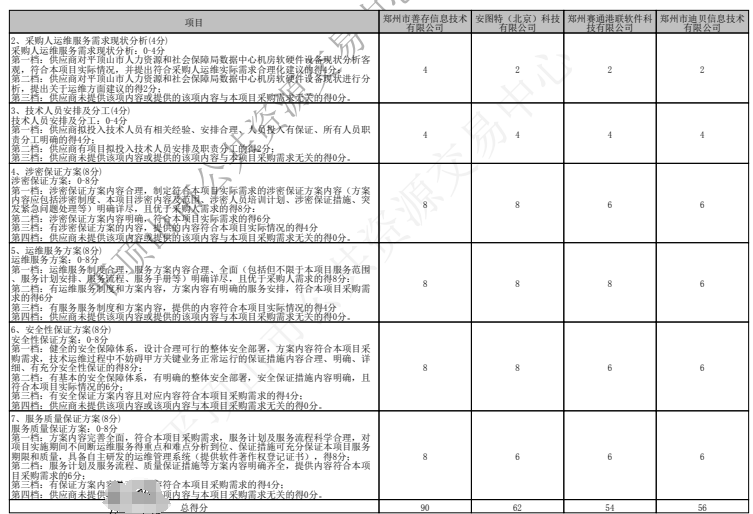 项目
郑州市善存信息技术有限公司
安图特（北京）科技有限公司
郑州赛通港联软件科技有限公司
郑州市迪贝信息技术有限公司
2、采购人运维服务需求现状分析(4分)
采购人运维服务需求现状分析：0-4分
第一档：供应商对平顶山市人力资源和社会保障局数据中心机房软硬件设备现状分析客
观，符合本项目实际情况，并提出符合采购人运维实际需求合理化建议的得4分；
第二档：供应商对平顶山市人力资源和社会保障局数据中心机房软硬件设备现状进行分
析，提出关于运维方面建议的得2分；
第三档：供应商未提供该项内容或提供的该项内容与本项目采购需求无关的得0分。
4 2 2 2
3、技术人员安排及分工(4分)
技术人员安排及分工：0-4分
第一档：供应商拟投入技术人员有相关经验、安排合理、人员投入有保证、所有人员职
责分工明确的得4分；
第二档：供应商有项目拟投入技术人员安排及职责分工的得2分；
第三档：供应商未提供该项内容或提供的该项内容与本项目采购需求无关的得0分。
4 4 4 4
4、涉密保证方案(8分)
涉密保证方案：0-8分
第一档：涉密保证方案内容合理，制定符合本项目实际需求的涉密保证方案内容（方案
内容应包括涉密制度、本项目涉密内容及范围、涉密人员培训计划、涉密保证措施、突
发紧急问题处理等）明确详尽，且优于采购人需求的得8分；
第二档：涉密保证方案内容明确，符合本项目实际需求的得6分
第三档：有涉密保证方案的内容，提供的内容符合本项目实际情况的得4分
第四档：供应商未提供该项内容或提供的该项内容与本项目采购需求无关的得0分。
8 8 6 6
5、运维服务方案(8分)
运维服务方案：0-8分
第一档：运维服务制度合理，服务方案内容合理、全面（包括但不限于本项目服务范围
、服务计划安排、服务流程、服务手册等）明确详尽，且优于采购人需求的得8分；
第二档：有运维服务制度和方案内容，方案内容有明确的服务安排，符合本项目采购需
求的得6分
第三档：有服务服务制度和方案内容，提供的内容符合本项目实际情况的得4分
第四档：供应商未提供该项内容或提供的该项内容与本项目采购需求无关的得0分。
8 8 8 6
6、安全性保证方案(8分)
安全性保证方案：0-8分
第一档：健全的安全保障体系，设计合理可行的整体安全部署，方案内容符合本项目采
购需求，技术运维过程中不妨碍甲方关键业务正常运行的保证措施内容合理、明确、详
细、有充分安全性保证的得8分；
第二档：有基本的安全保障体系，有明确的整体安全部署，安全保证措施内容明确，且
符合本项目实际情况的6分；
第三档：有安全保证方案内容且对应内容符合本项目采购需求的得4分；
第四档：供应商未提供该项内容或该项内容与本项目采购需求无关的得0分。
8 8 6 6
7、服务质量保证方案(8分)
服务质量保证方案：0-8分
第一档：方案内容完善全面，符合本项目采购需求，服务计划及服务流程科学合理，对
项目实施期间不间断运维服务得重点和难点分析到位、保证措施可充分保证本项目服务
期限和质量，具备自主研发的运维管理系统（提供软件著作权登记证书），得8分；
第二档：服务计划及服务流程、质量保证措施等方案内容明确齐全，提供内容符合本项
目采购需求的6分；
第三档：有保证方案内容 符合本项目采购需求的得4分；
第四档：供应商未提供 项内容与本项目采购需求无关的得0分。
8 6 6 6
总得分 90 62 54 56